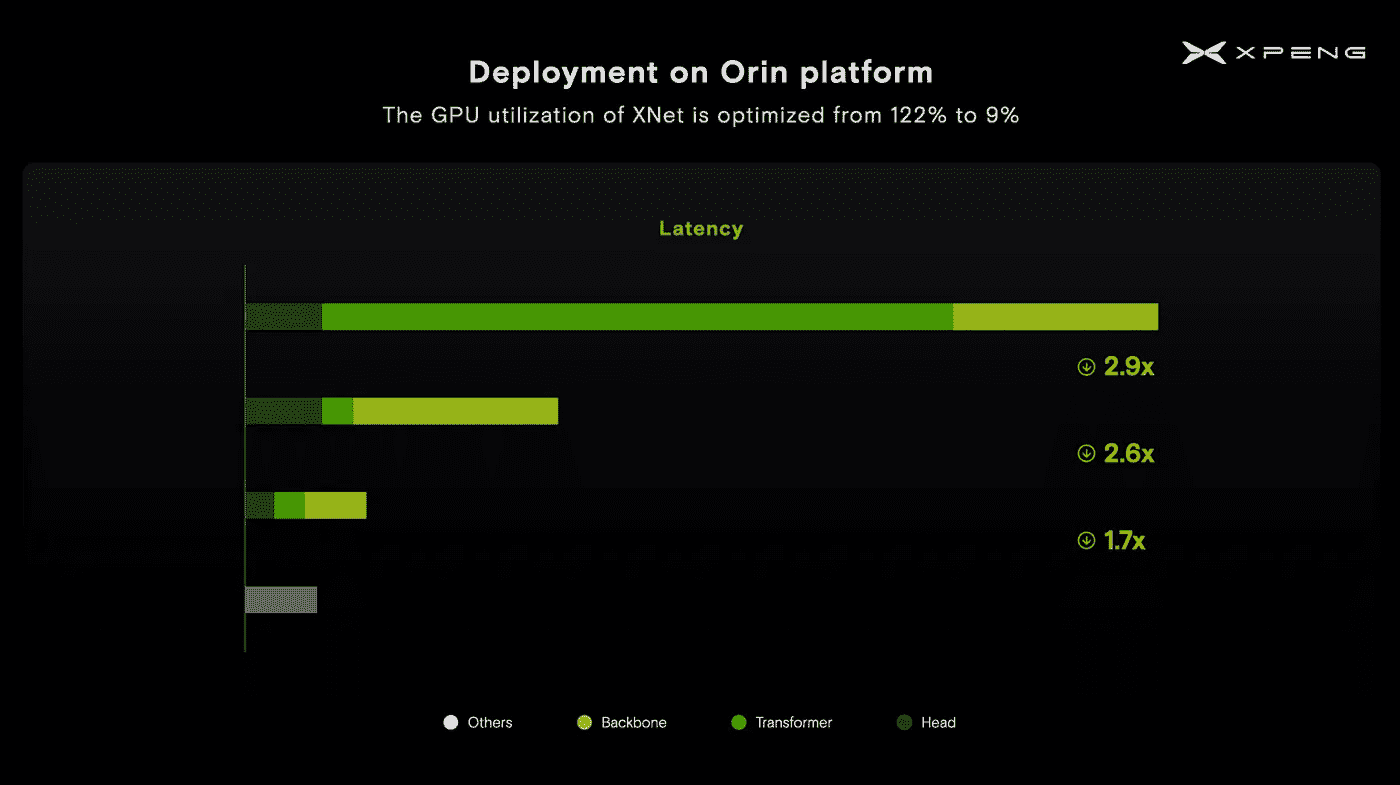 XPENG
Deployment on Orin platform
The GPU utilization of XNet is optimized from 122% to 9%
Latency
2.9x
2.6x
1.7x
Others Backbone Transformer Head